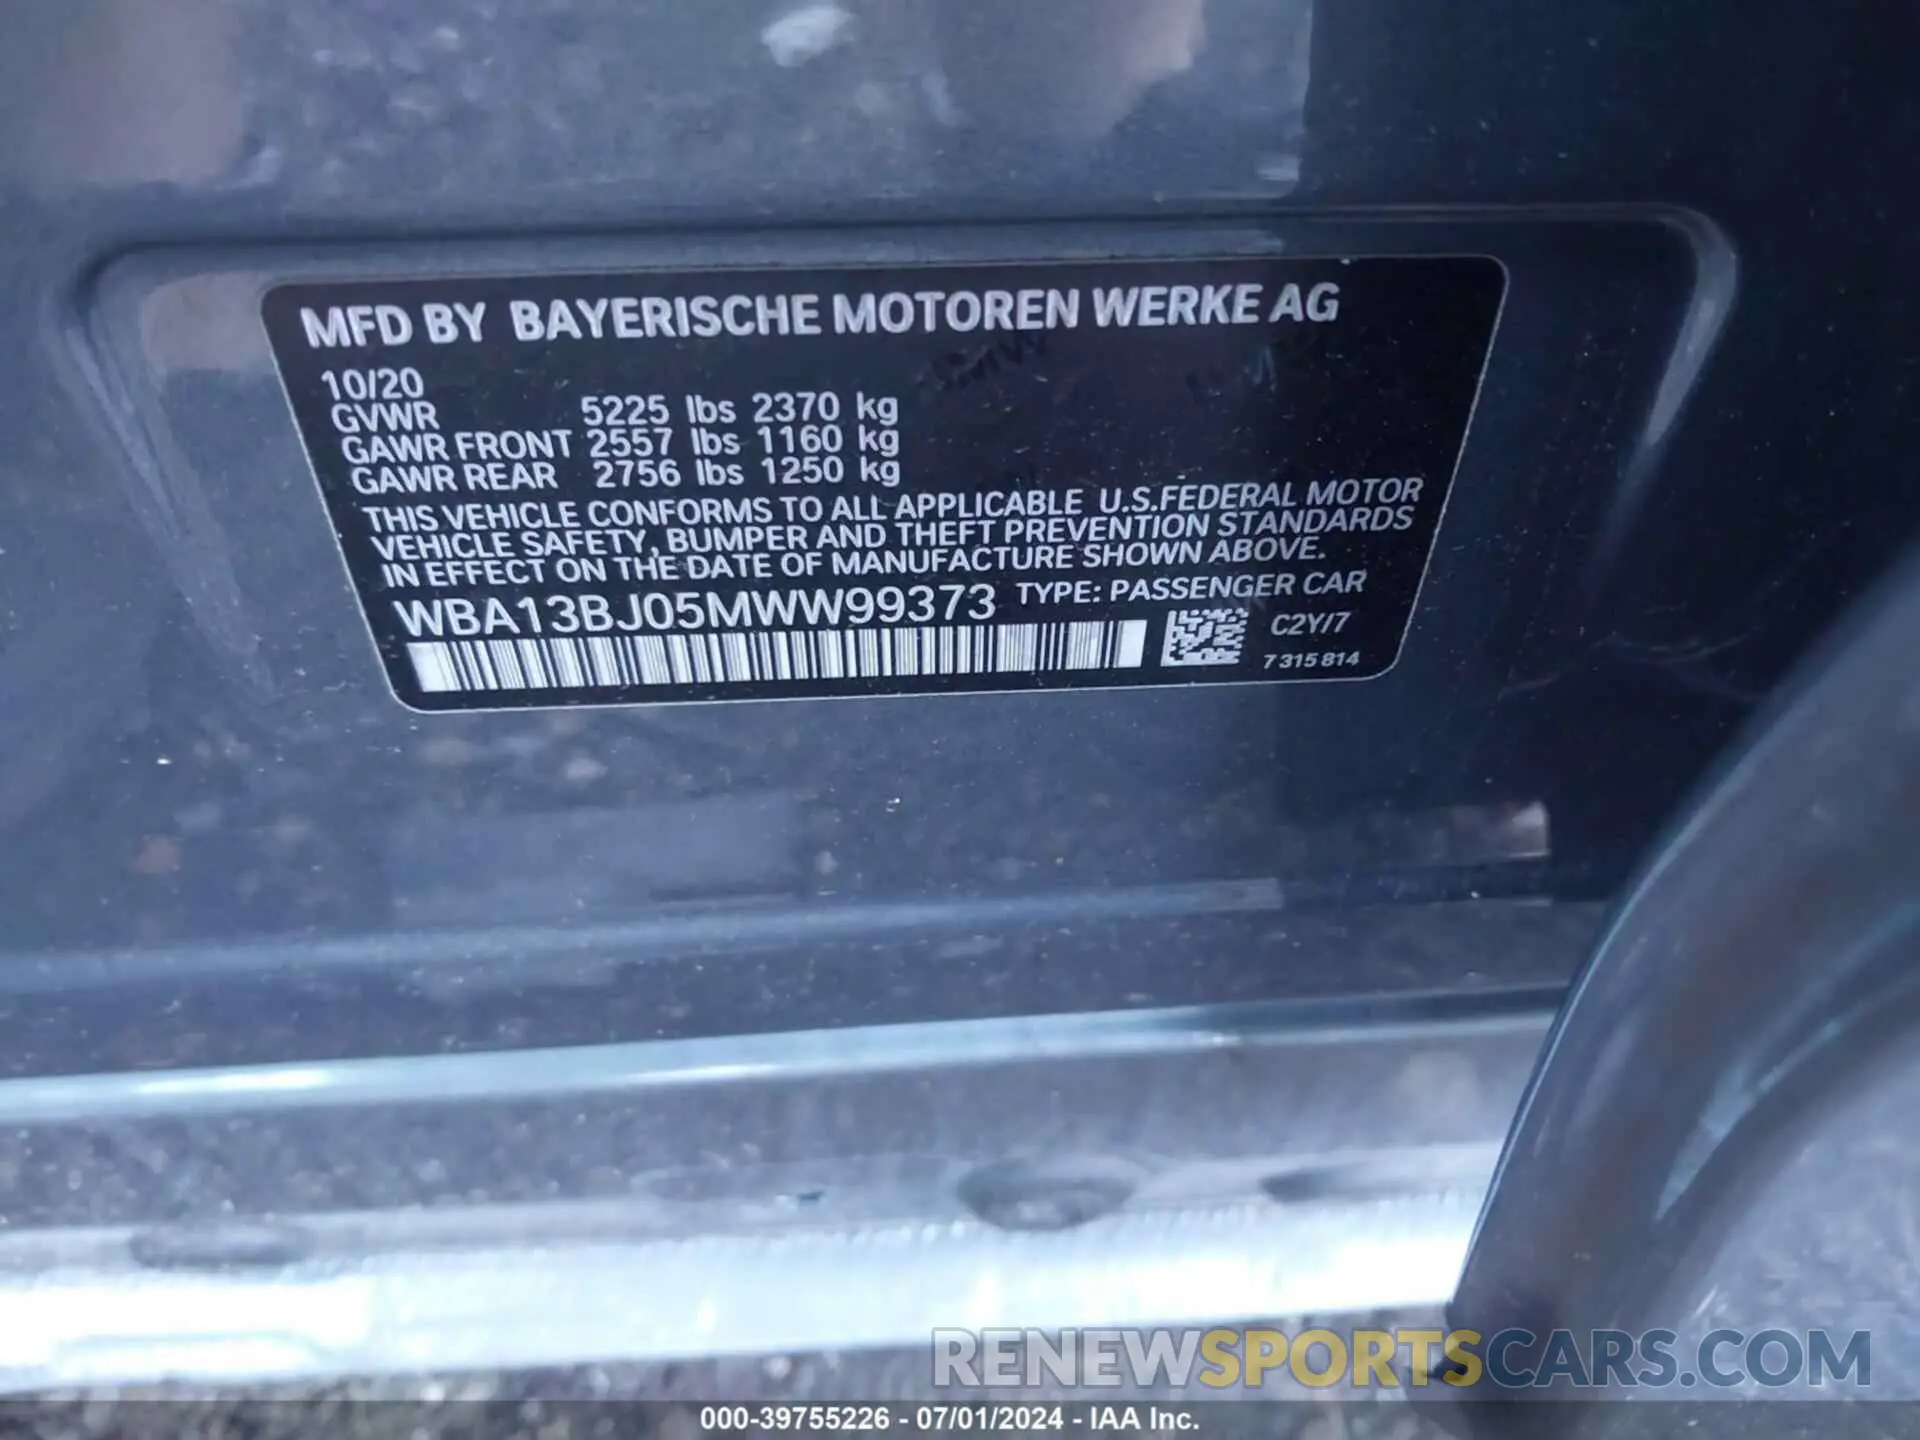 MFD BY BAYERISCHE MOTOREN WERKE AG
10/20
GVWR 5225 lbs 2370 kg
GAWR FRONT 2557 lbs 1160 kg
GAWR REAR 2756 lbs 1250 kg
THIS VEHICLE CONFORMS TO ALL APPLICABLE U.S.FEDERAL MOTOR
VEHICLE SAFETY, BUMPER AND THEFT PREVENTION STANDARDS
IN EFFECT ON THE DATE OF MANUFACTURE SHOWN ABOVE.
WBA13BJ05MWW99373 TYPE: PASSENGER CAR
C2Y/7
7 315 814
RENEWSPORTSCARS.COM
000-39755226 - 07/01/2024 - IAA Inc.